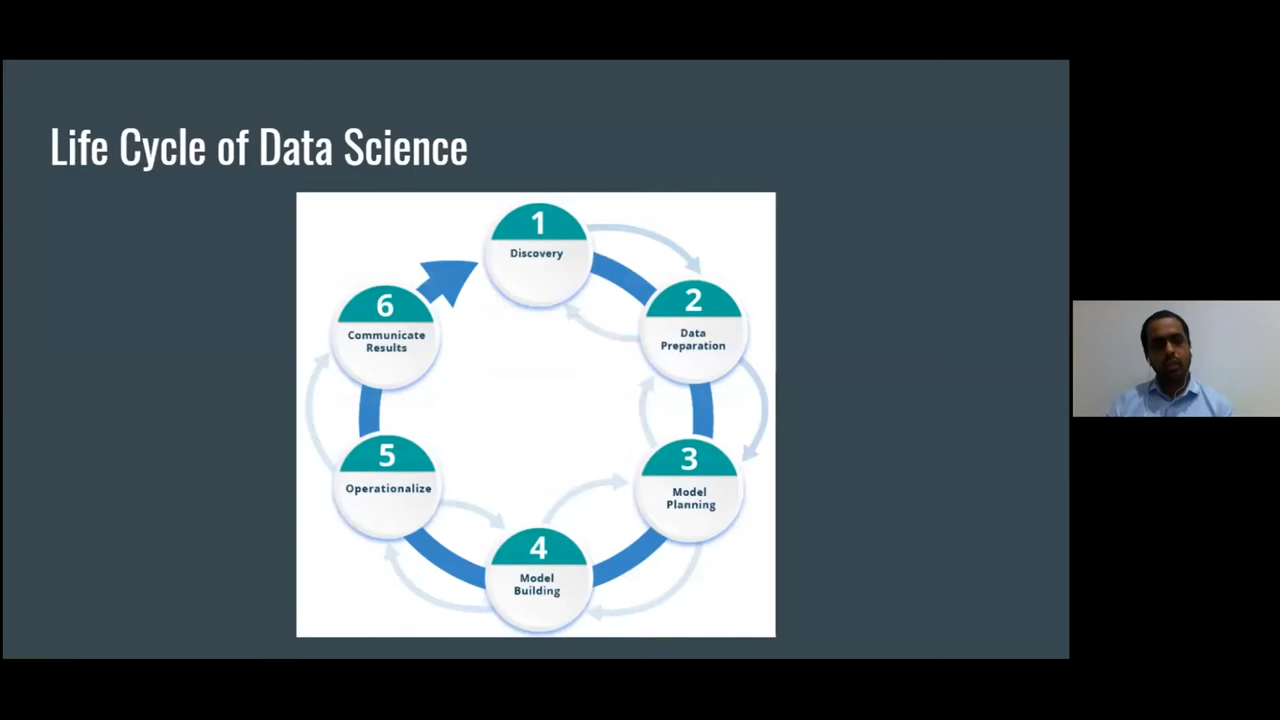 Life Cycle of Data Science
1
Discovery
2
Data
Preparation
3
Model
Planning
4
Model
Building
5
Operationalize
6
Communicate
Results